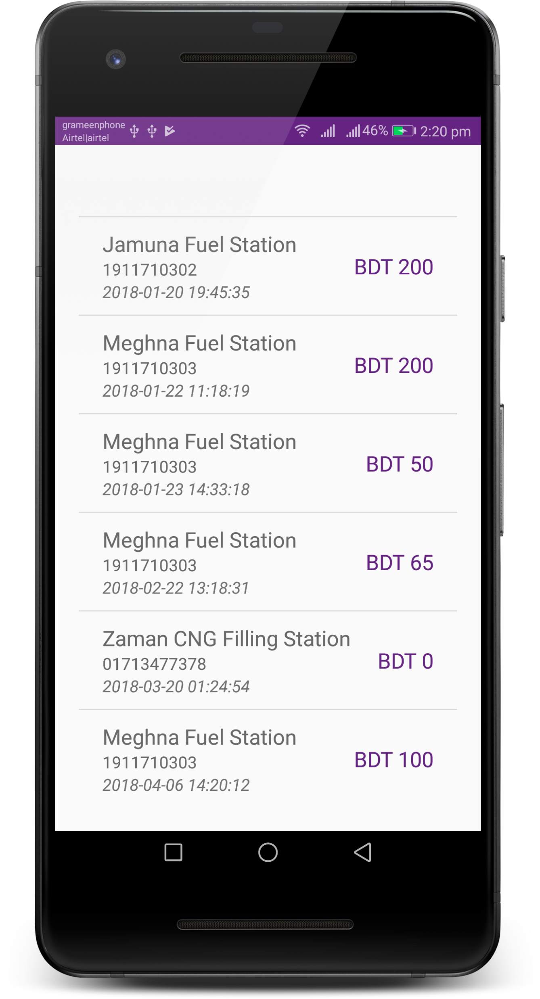 grameenphone
Airtel|airtel
46% 2:20 pm
Jamuna Fuel Station
1911710302
BDT 200
2018-01-20 19:45:35
Meghna Fuel Station
1911710303
BDT 200
2018-01-22 11:18:19
Meghna Fuel Station
1911710303
BDT 50
2018-01-23 14:33:18
Meghna Fuel Station
1911710303
BDT 65
2018-02-22 13:18:31
Zaman CNG Filling Station
01713477378
BDT 0
2018-03-20 01:24:54
Meghna Fuel Station
1911710303
BDT 100
2018-04-06 14:20:12